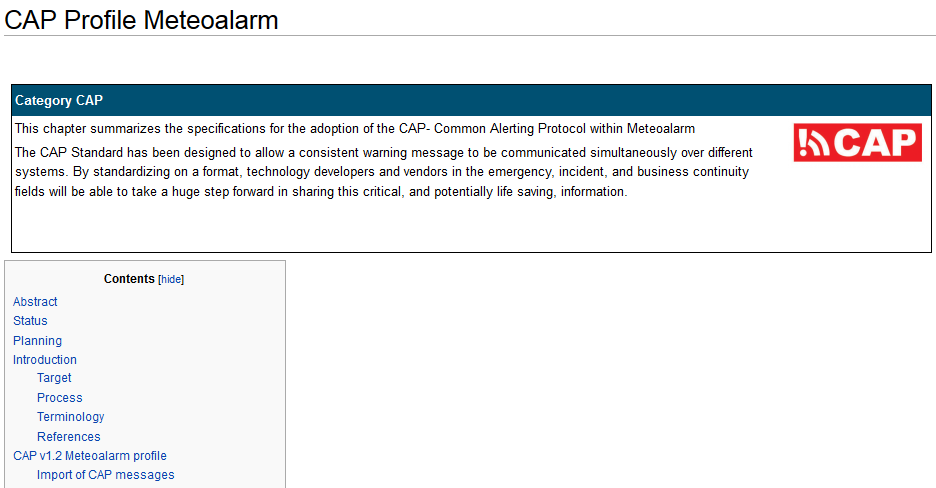 CAP Profile Meteoalarm
Category CAP
This chapter summarizes the specifications for the adoption of the CAP- Common Alerting Protocol within Meteoalarm
CAP
The CAP Standard has been designed to allow a consistent warning message to be communicated simultaneously over different
systems. By standardizing on a format, technology developers and vendors in the emergency, incident, and business continuity
fields will be able to take a huge step forward in sharing this critical, and potentially life saving, information.
Contents [hide]
Abstract
Status
Planning
Introduction
Target
Process
Terminology
References
CAP v1.2 Meteoalarm profile
Import of CAP messages